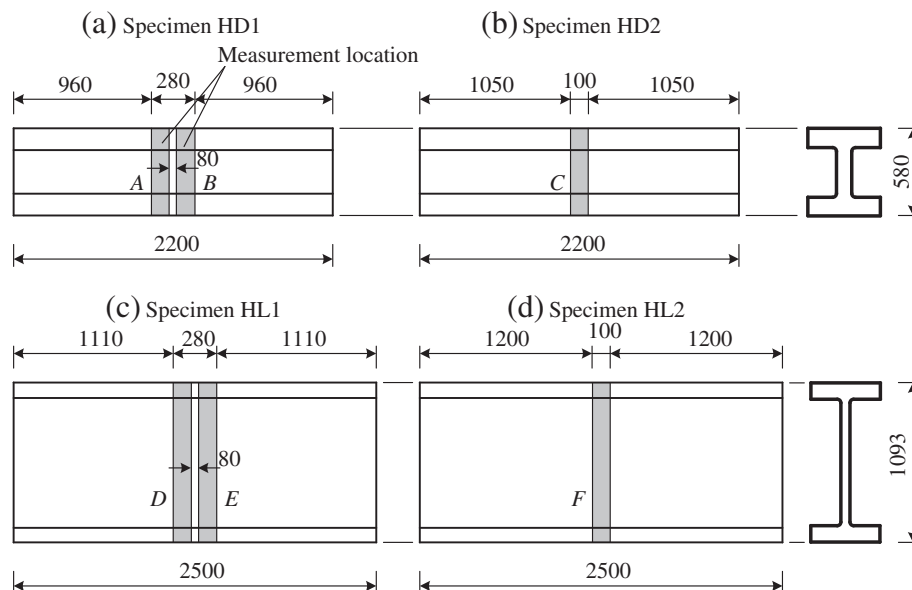 (a) Specimen HD1
(b) Specimen HD2
Measurement location
960
280
960
1050
100
1050
80
A
B
C
580
2200
2200
(c) Specimen HL1
(d) Specimen HL2
1110
280
1110
1200
100
1200
80
D
E
F
1093
2500
2500